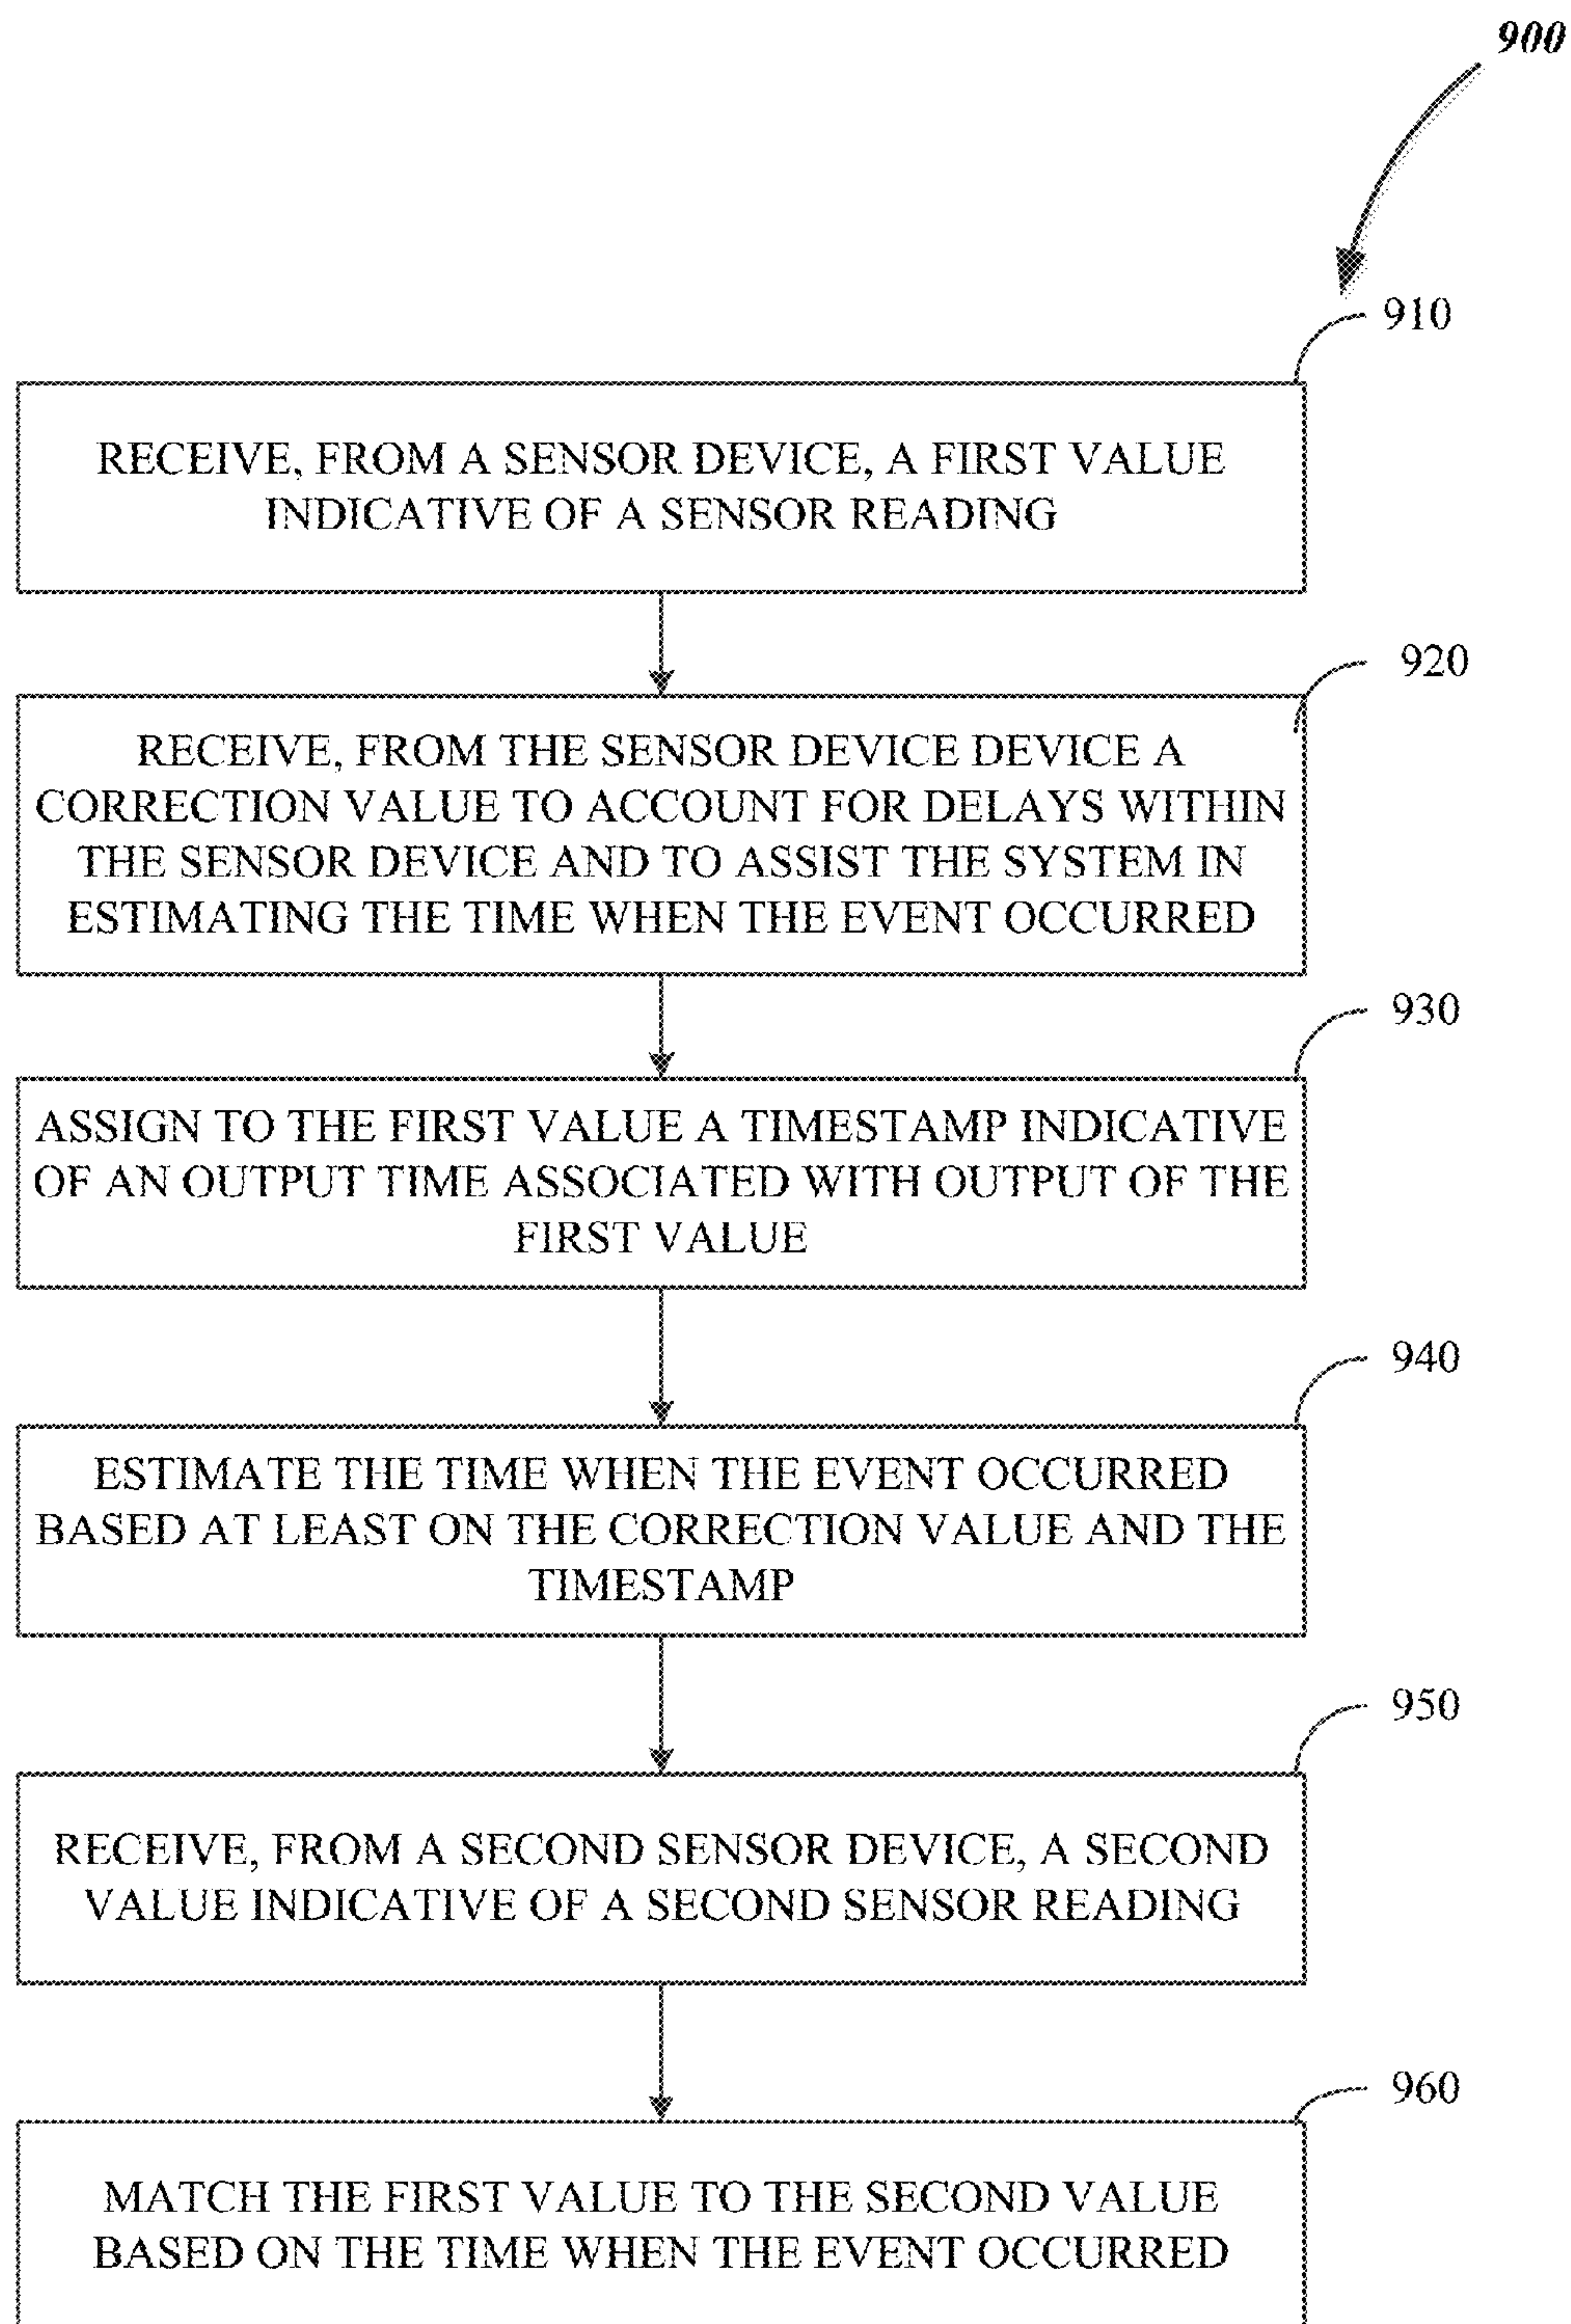 900
910
RECEIVE, FROM A SENSOR DEVICE, A FIRST VALUE
INDICATIVE OF A SENSOR READING
920
RECEIVE, FROM THE SENSOR DEVICE DEVICE A
CORRECTION VALUE TO ACCOUNT FOR DELAYS WITHIN
THE SENSOR DEVICE AND TO ASSIST THE SYSTEM IN
ESTIMATING THE TIME WHEN THE EVENT OCCURRED
930
ASSIGN TO THE FIRST VALUE A TIMESTAMP INDICATIVE
OF AN OUTPUT TIME ASSOCIATED WITH OUTPUT OF THE
FIRST VALUE
940
ESTIMATE THE TIME WHEN THE EVENT OCCURRED
BASED AT LEAST ON THE CORRECTION VALUE AND THE
TIMESTAMP
950
RECEIVE, FROM A SECOND SENSOR DEVICE, A SECOND
VALUE INDICATIVE OF A SECOND SENSOR READING
960
MATCH THE FIRST VALUE TO THE SECOND VALUE
BASED ON THE TIME WHEN THE EVENT OCCURRED